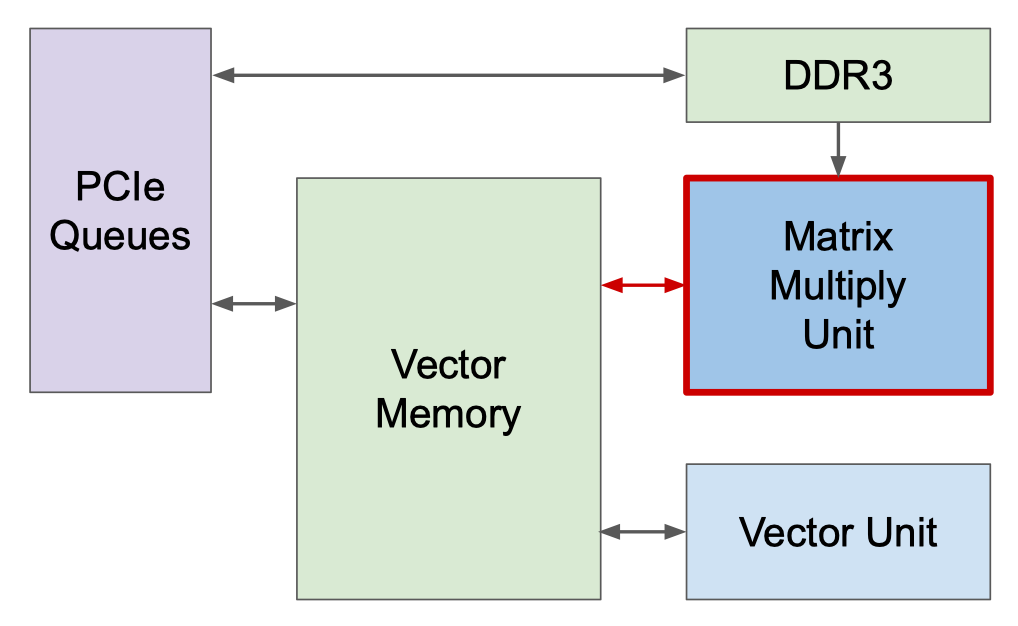 PCIe
Queues
DDR3
Matrix
Multiply
Unit
Vector
Memory
Vector Unit